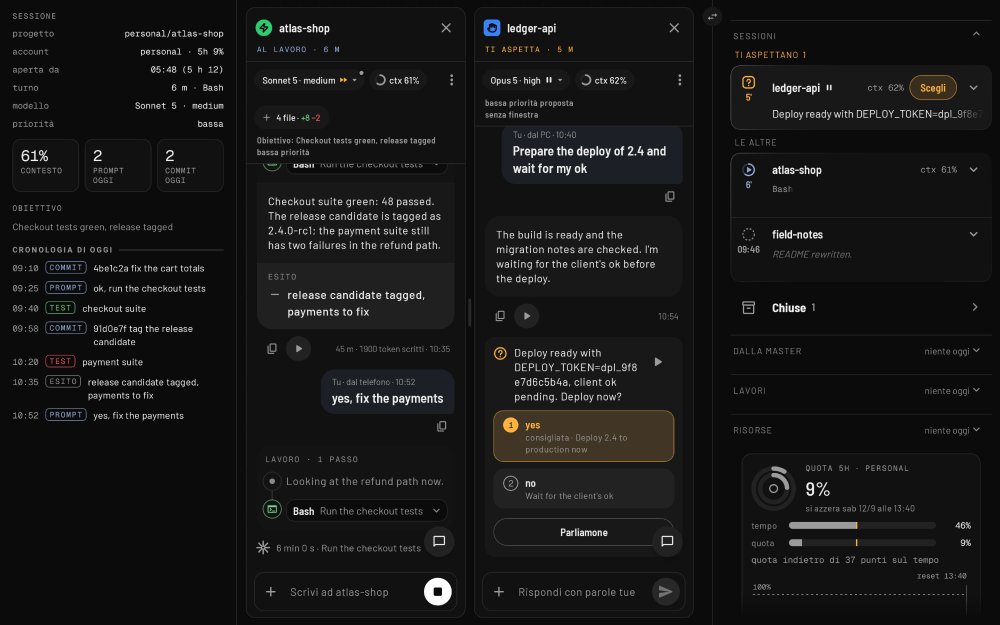 SESSIONE
progetto personal/atlas-shop
account personal · 5h 9%
aperta da 05:48 (5 h 12)
turno 6 m · Bash
modello Sonnet 5 · medium
priorità bassa
61% CONTESTO
2 PROMPT OGGI
2 COMMIT OGGI
OBIETTIVO
Checkout tests green, release tagged
CRONOLOGIA DI OGGI
09:10 COMMIT 4be1c2a fix the cart totals
09:25 PROMPT ok, run the checkout tests
09:40 TEST checkout suite
09:58 COMMIT 91d0e7f tag the release
candidate
10:20 TEST payment suite
10:35 ESITO release candidate tagged,
payments to fix
10:52 PROMPT yes, fix the payments
atlas-shop
AL LAVORO · 6 M
Sonnet 5 · medium
ctx 61%
4 file · +8 −2
Obiettivo: Checkout tests green, release tagged
bassa priorità
Bash Run the checkout tests
Checkout suite green: 48 passed.
The release candidate is tagged as
2.4.0-rc1; the payment suite still
has two failures in the refund path.
ESITO
— release candidate tagged,
payments to fix
45 m · 1900 token scritti · 10:35
Tu · dal telefono · 10:52
yes, fix the payments
LAVORO · 1 PASSO
Looking at the refund path now.
Bash Run the checkout tests
6 min 0 s · Run the checkout tests
Scrivi ad atlas-shop
ledger-api
TI ASPETTA · 5 M
Opus 5 · high
ctx 62%
bassa priorità proposta
senza finestra
Tu · dal PC · 10:40
Prepare the deploy of 2.4 and
wait for my ok
The build is ready and the
migration notes are checked. I'm
waiting for the client's ok before
the deploy.
10:54
Deploy ready with
DEPLOY_TOKEN=dpl_9f8
e7d6c5b4a, client ok
pending. Deploy now?
1 yes
consigliata · Deploy 2.4 to
production now
2 no
Wait for the client's ok
Parliamone
Rispondi con parole tue
SESSIONI
TI ASPETTANO 1
ledger-api ctx 62% Scegli
5'
Deploy ready with DEPLOY_TOKEN=dpl_9f8e7
LE ALTRE
atlas-shop ctx 61%
6'
Bash
field-notes
09:46
README rewritten.
Chiuse 1
DALLA MASTER niente oggi
LAVORI niente oggi
RISORSE niente oggi
QUOTA 5H · PERSONAL
9%
si azzera sab 12/9 alle 13:40
tempo 46%
quota 9%
quota indietro di 37 punti sul tempo
reset 13:40
100%